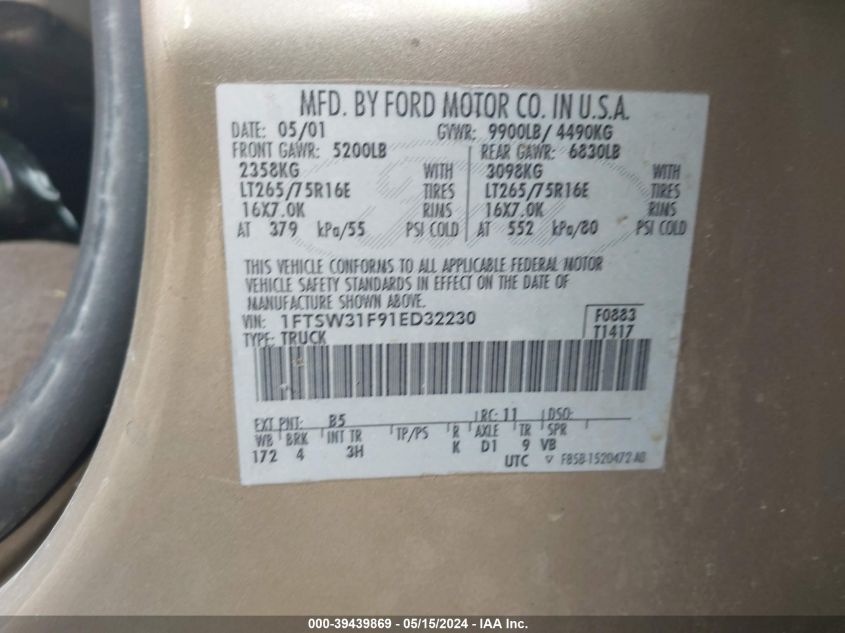 MFD. BY FORD MOTOR CO. IN U.S.A.
DATE: 05/01 GVWR: 9900LB/ 4490KG
FRONT GAWR: 5200LB REAR GAWR: 6830LB
2358KG WITH 3098KG WITH
LT265/75R16E TIRES LT265/75R16E TIRES
16X7.0K RIMS 16X7.0K RIMS
AT 379 kPa/55 PSI COLD AT 552 kPa/80 PSI COLD
THIS VEHICLE CONFORMS TO ALL APPLICABLE FEDERAL MOTOR
VEHICLE SAFETY STANDARDS IN EFFECT ON THE DATE OF
MANUFACTURE SHOWN ABOVE.
VIN: 1FTSW31F91ED32230 F0883
TYPE: TRUCK T1417
EXT PNT: B5 RC: 11 DSO:
WB BRK INT TR TP/PS R AXLE TR SPR
172 4 3H K D1 9 VB
UTC V F85B-1520472-AB
000-39439869 - 05/15/2024 - IAA Inc.